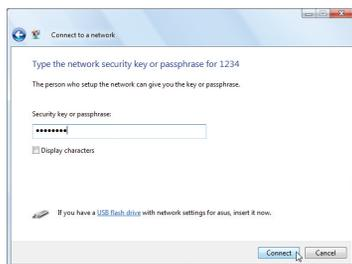 Connect to a network
Type the network security key or passphrase for 1234
The person who setup the network can give you the key or passphrase.
Security key or passphrase:
••••••••
Display characters
If you have a USB flash drive with network settings for asus, insert it now.
Connect
Cancel